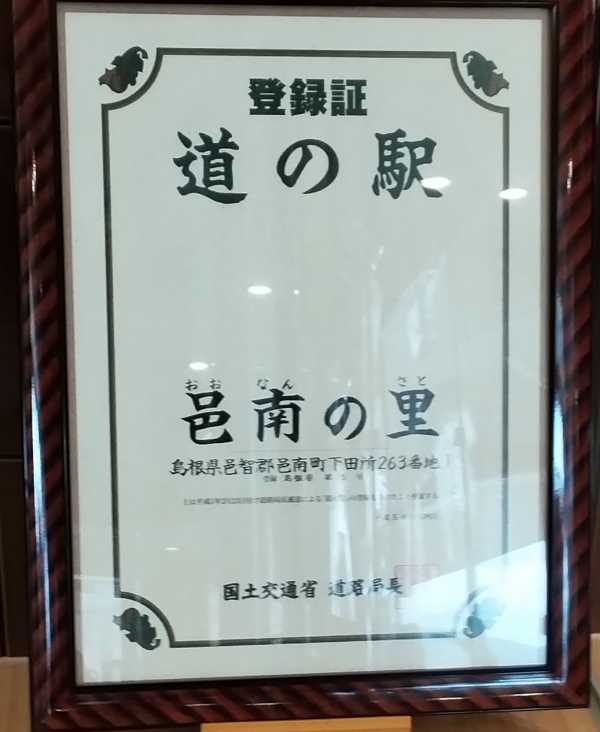 登録証
道の駅
おお なん さと
邑南の里
島根県邑智郡邑南町下田所263番地1
国土交通省 道路局長